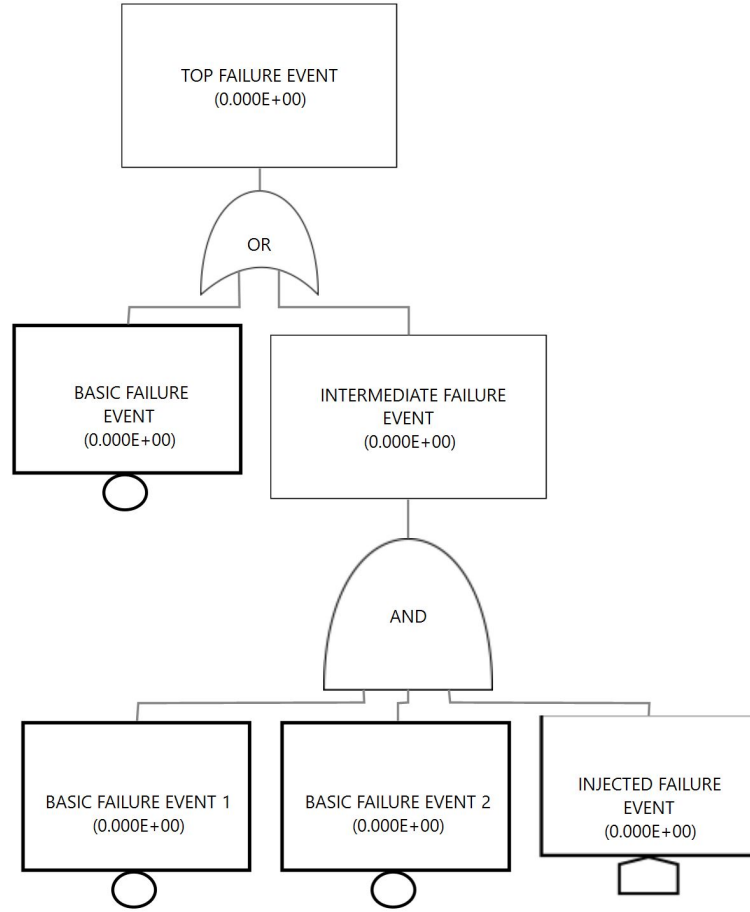 TOP FAILURE EVENT
(0.000E+00)
OR
BASIC FAILURE
EVENT
(0.000E+00)
INTERMEDIATE FAILURE
EVENT
(0.000E+00)
AND
BASIC FAILURE EVENT 1
(0.000E+00)
BASIC FAILURE EVENT 2
(0.000E+00)
INJECTED FAILURE
EVENT
(0.000E+00)